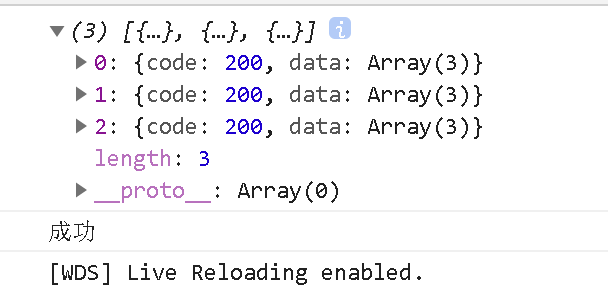 (3) [{…}, {…}, {…}] i
0: {code: 200, data: Array(3)}
1: {code: 200, data: Array(3)}
2: {code: 200, data: Array(3)}
length: 3
__proto__: Array(0)
成功
[WDS] Live Reloading enabled.